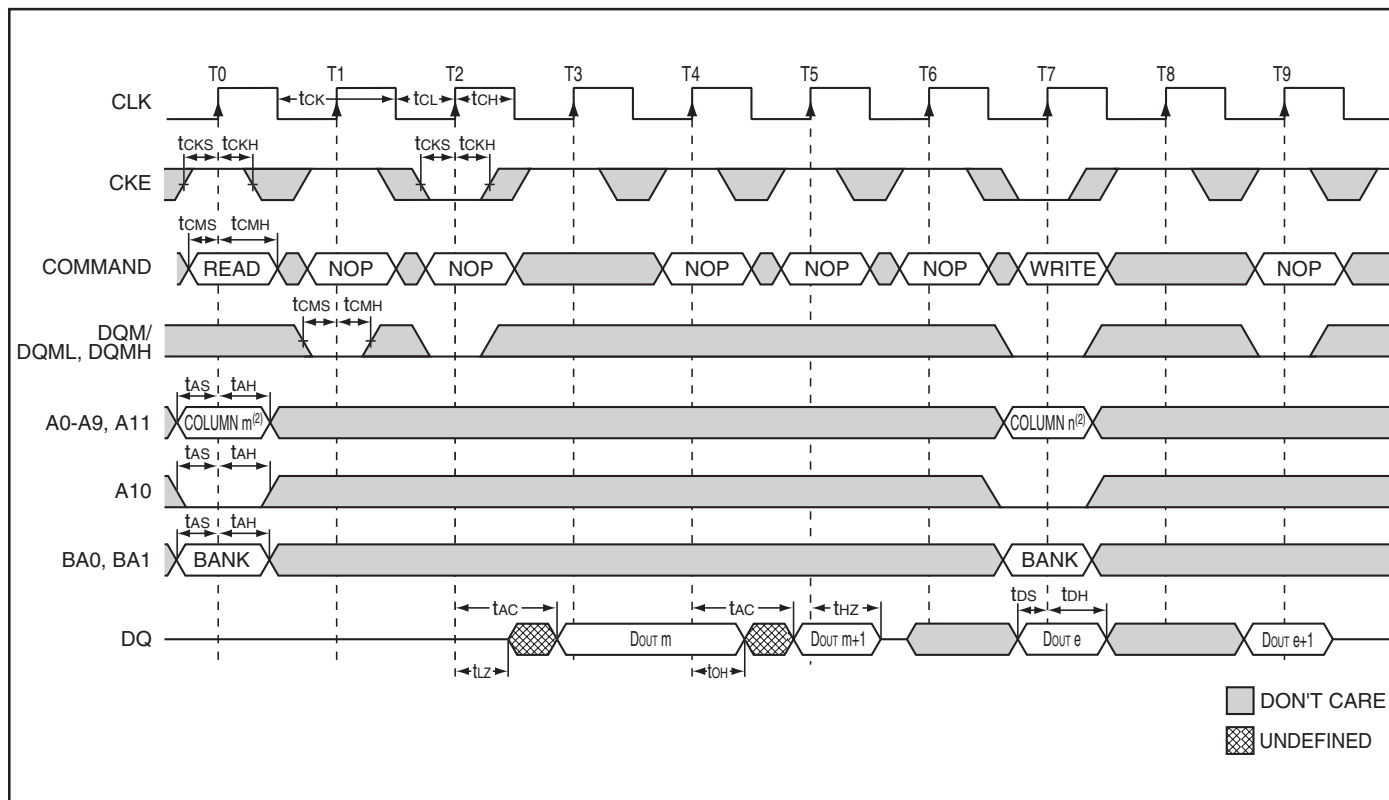 T0 T1 T2 T3 T4 T5 T6 T7 T8 T9
CLK tCK tCL tCH
tCKS tCKH tCKS tCKH
CKE
tCMS tCMH
COMMAND READ NOP NOP NOP NOP NOP WRITE NOP
tCMS tCMH
DQM/
DQML, DQMH
tAS tAH
A0-A9, A11 COLUMN m(2) COLUMN n(2)
tAS tAH
A10
tAS tAH
BA0, BA1 BANK BANK
tAC tAC tHZ tDS tDH
DQ DOUT m DOUT m+1 DOUT e DOUT e+1
tLZ tOH
DON'T CARE
UNDEFINED